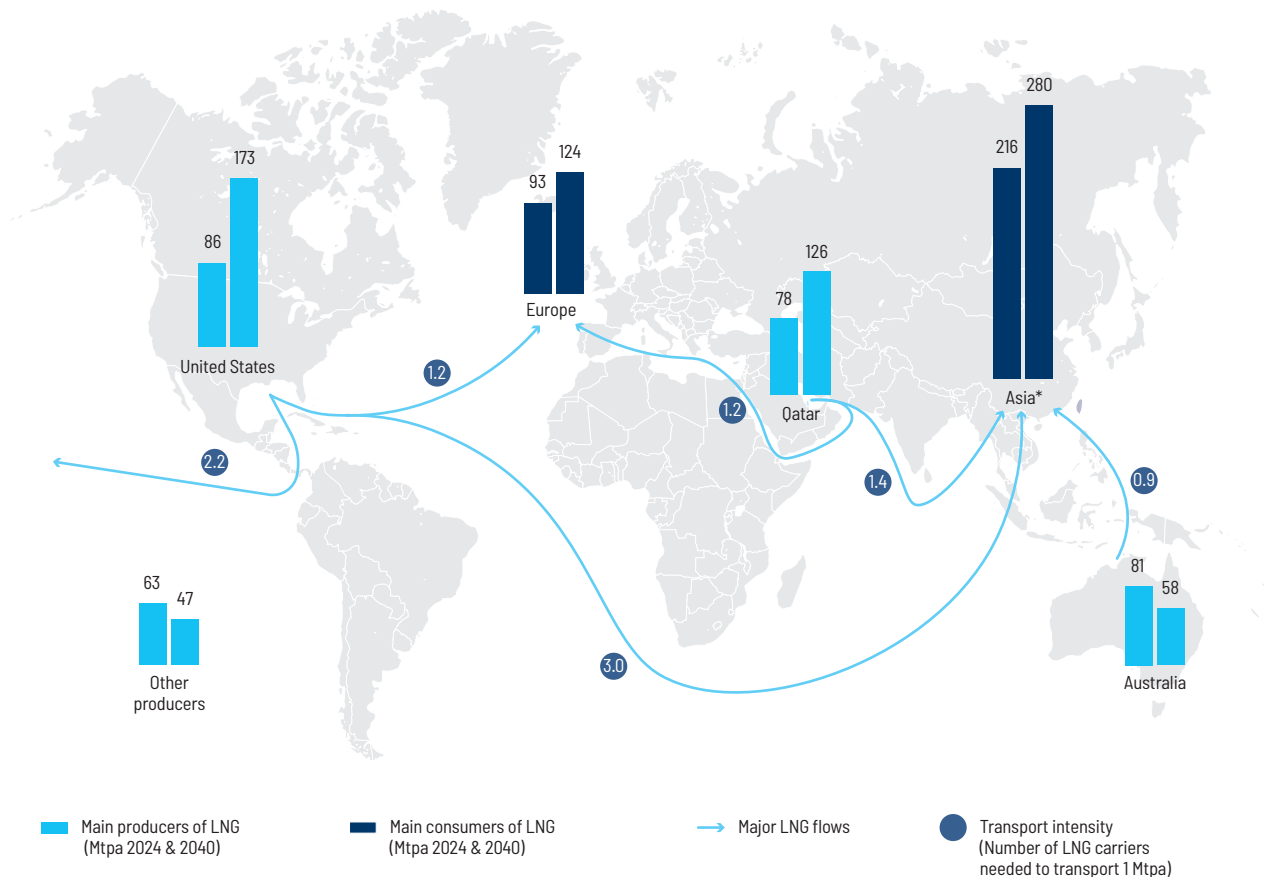 280
216
173
124
93
86
126
78
Europe
United States
Asia*
Qatar
1.2
1.2
2.2
1.4
0.9
81
58
63
47
3.0
Other
producers
Australia
Main producers of LNG
(Mtpa 2024 & 2040)
Main consumers of LNG
(Mtpa 2024 & 2040)
Major LNG flows
Transport intensity
(Number of LNG carriers
needed to transport 1 Mtpa)